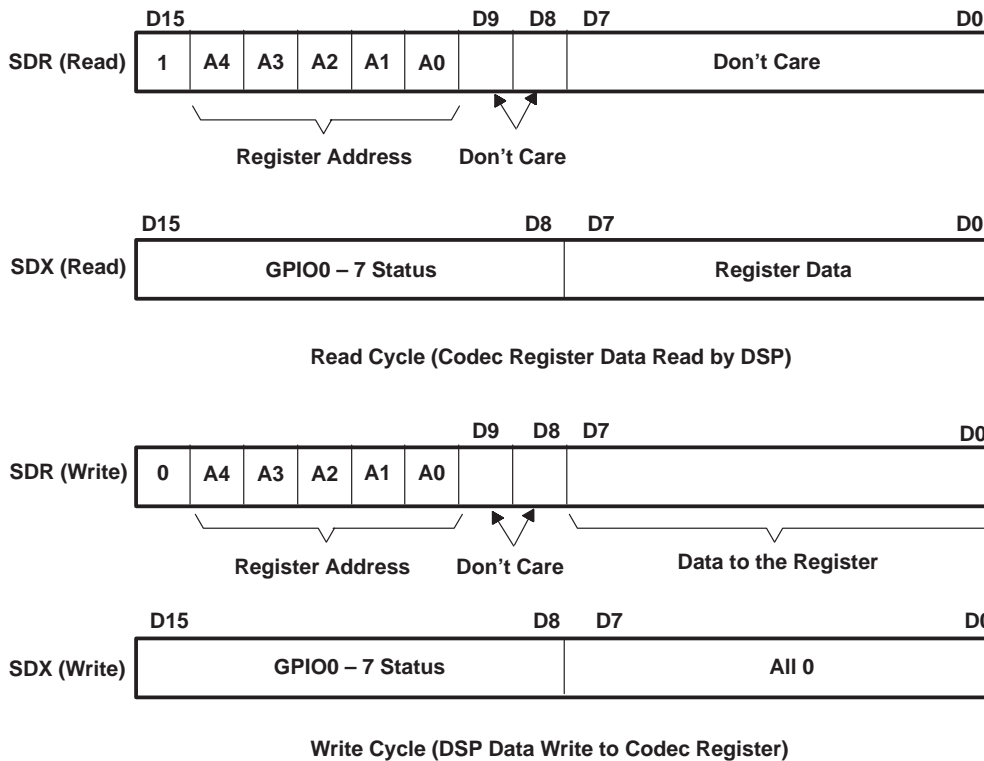 D15 D9 D8 D7 D0
SDR (Read) 1 A4 A3 A2 A1 A0 Don't Care
Register Address Don't Care
D15 D8 D7 D0
SDX (Read) GPIO0 – 7 Status Register Data
Read Cycle (Codec Register Data Read by DSP)
D9 D8 D7 D0
SDR (Write) 0 A4 A3 A2 A1 A0
Register Address Don't Care Data to the Register
D15 D8 D7 D0
SDX (Write) GPIO0 – 7 Status All 0
Write Cycle (DSP Data Write to Codec Register)